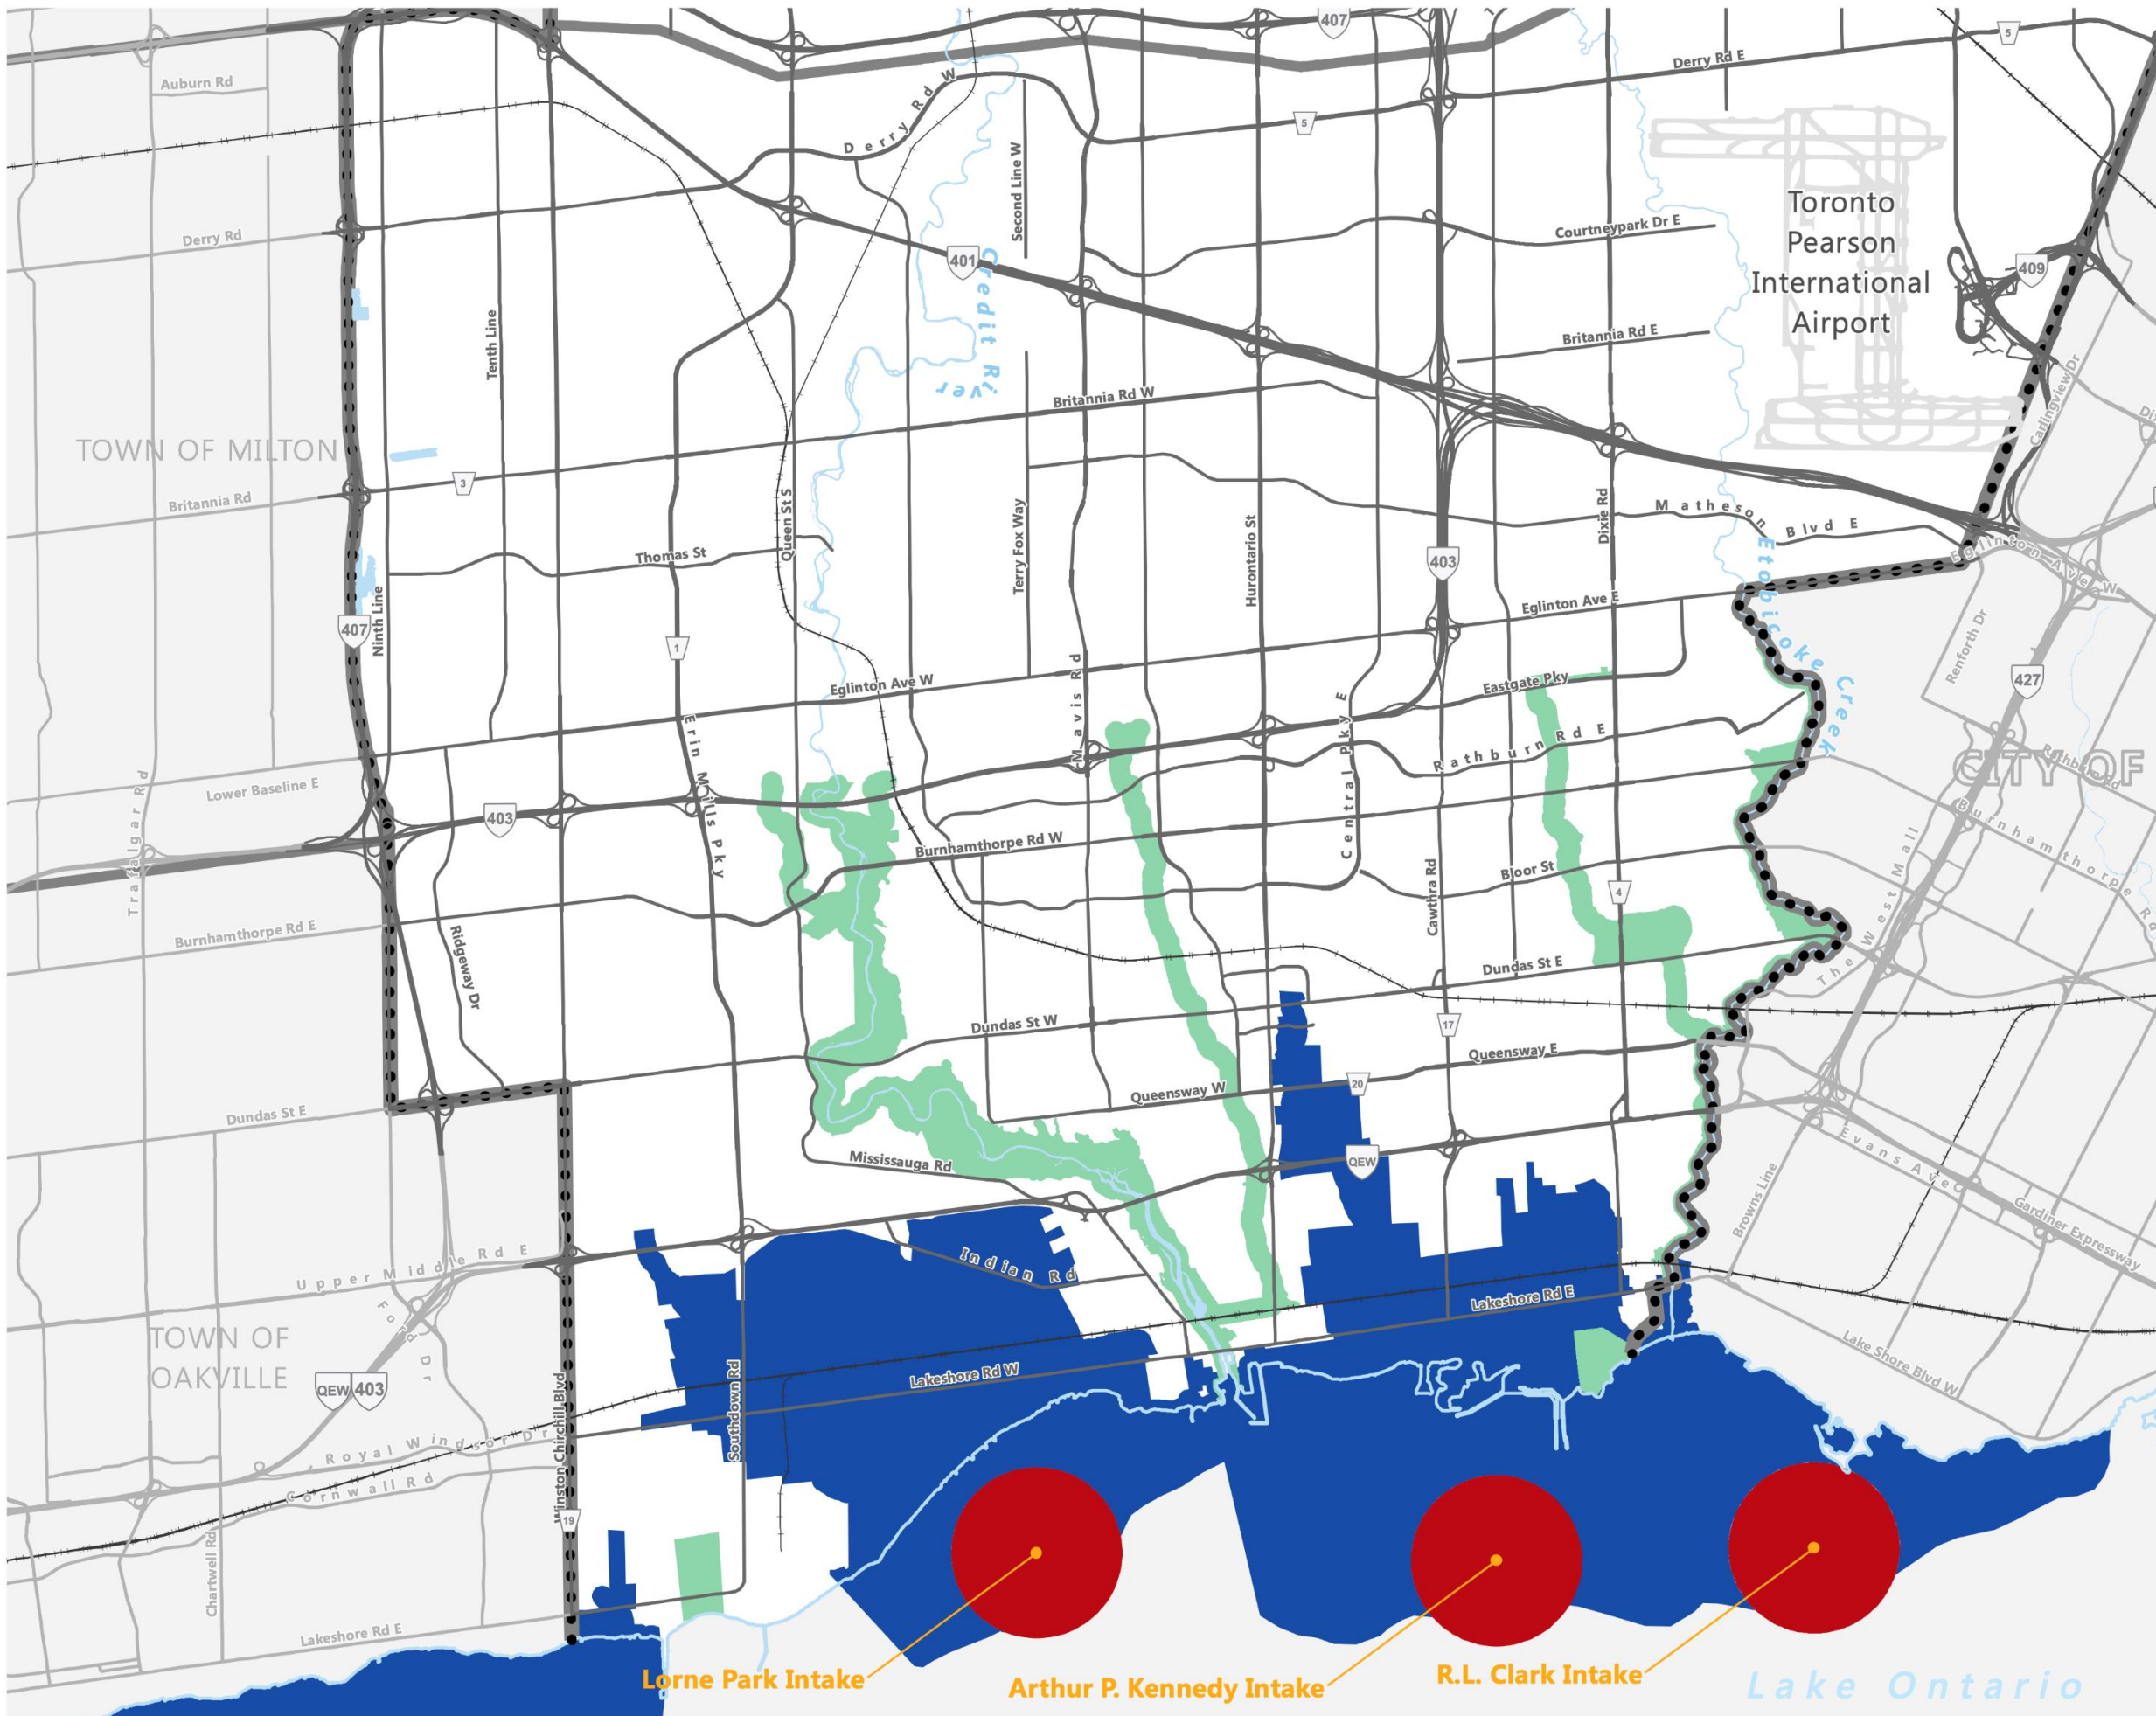 407
5
Derry Rd E
Auburn Rd
Derry Rd W
5
Second Line W
Toronto
Pearson
International
Airport
Courtneypark Dr E
Derry Rd
401
409
Credit River
Tenth Line
Britannia Rd E
Britannia Rd W
Carlingview Dr
TOWN OF MILTON
3
Britannia Rd
Queen St S
Terry Fox Way
Hurontario St
Dixie Rd
Matheson Blvd E
Thomas St
403
Etobicoke Creek
Eglinton Ave W
Eglinton Ave E
Ninth Line
407
1
Renforth Dr
427
Eglinton Ave W
Mavis Rd
Eastgate Pky
Erin Mills Pky
Central Pky E
Rathburn Rd E
Rathburn Rd
CITY OF
Lower Baseline E
Trafalgar Rd
403
Burnhamthorpe Rd W
Burnhamthorpe Rd
Bloor St
Cawthra Rd
4
The West Mall
Burnhamthorpe Rd E
Ridgeway Dr
Dundas St E
Dundas St W
17
Queensway E
20
Queensway W
Dundas St E
Evans Ave
Mississauga Rd
QEW
Browns Line
Gardiner Expressway
Upper Middle Rd E
Indian Rd
Ford Dr
Lakeshore Rd E
TOWN OF
OAKVILLE
QEW
403
Lake Shore Blvd W
Lakeshore Rd W
Southdown Rd
Winston Churchill Blvd
Royal Windsor Dr
Cornwall Rd
19
Chartwell Rd
Lakeshore Rd E
Lorne Park Intake
Arthur P. Kennedy Intake
R.L. Clark Intake
Lake Ontario